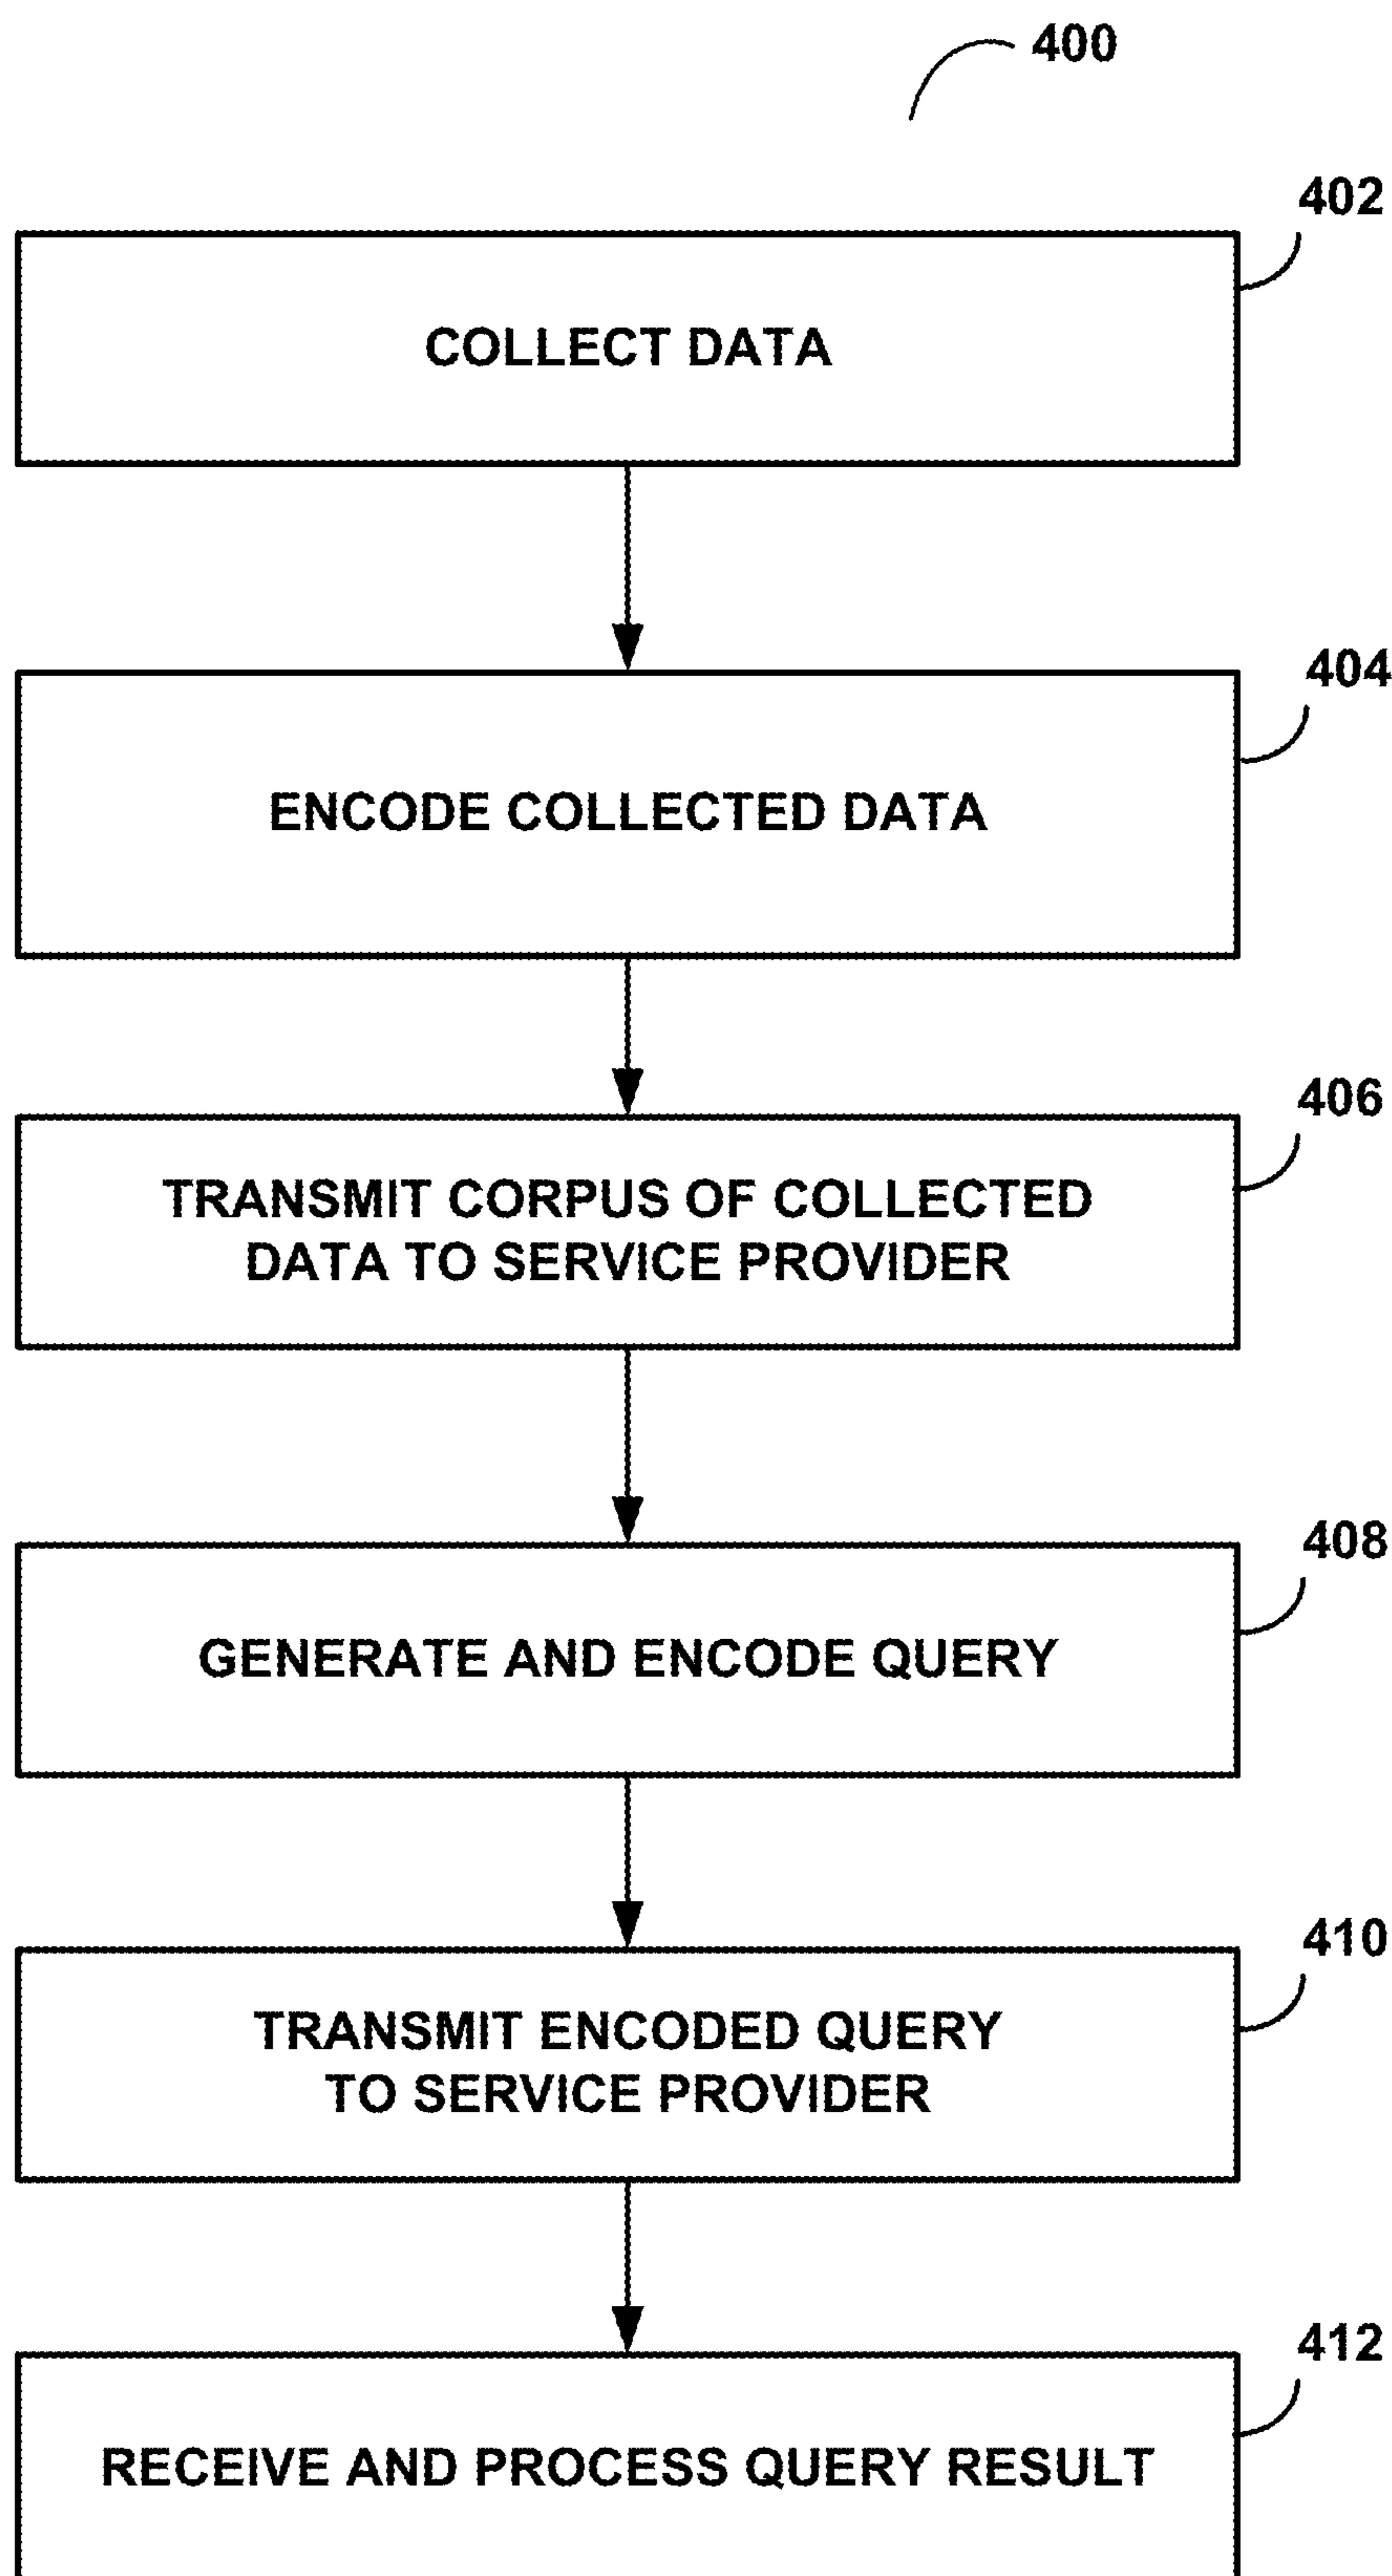 400
402
COLLECT DATA
404
ENCODE COLLECTED DATA
406
TRANSMIT CORPUS OF COLLECTED
DATA TO SERVICE PROVIDER
408
GENERATE AND ENCODE QUERY
410
TRANSMIT ENCODED QUERY
TO SERVICE PROVIDER
412
RECEIVE AND PROCESS QUERY RESULT